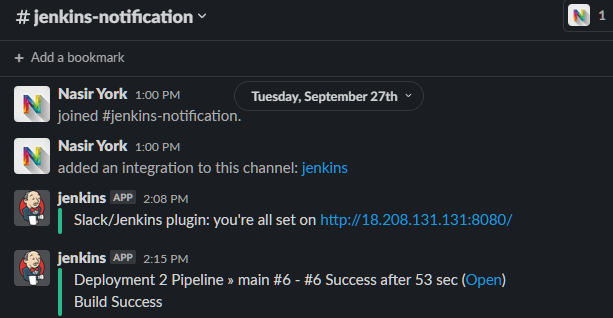 # jenkins-notification
1
+ Add a bookmark
Tuesday, September 27th
Nasir York 1:00 PM
joined #jenkins-notification.
Nasir York 1:00 PM
added an integration to this channel: jenkins
jenkins APP 2:08 PM
Slack/Jenkins plugin: you're all set on http://18.208.131.131:8080/
jenkins APP 2:15 PM
Deployment 2 Pipeline » main #6 - #6 Success after 53 sec (Open)
Build Success